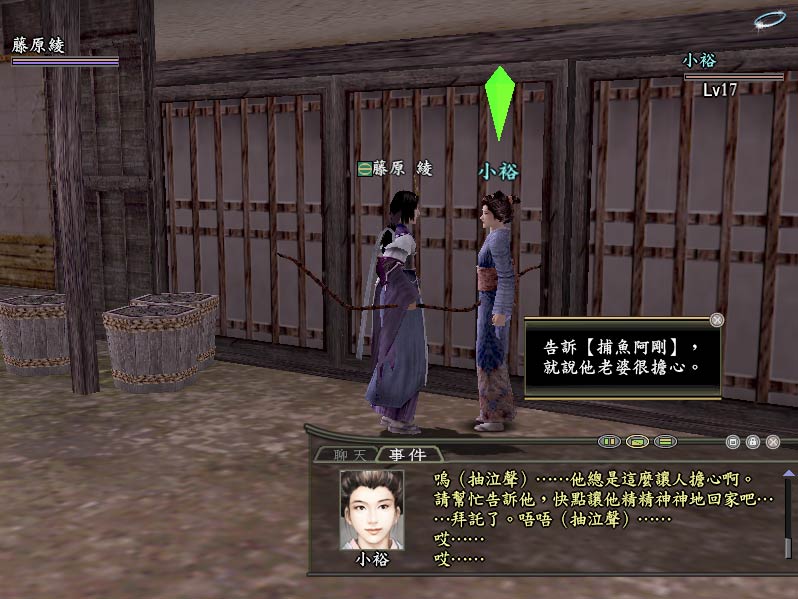 藤原綾
小裕
Lv17
藤原 綾
小裕
告訴【捕魚阿剛】，
就說他老婆很擔心。
聊天
事件
嗚（抽泣聲）……他總是這麼讓人擔心啊。
請幫忙告訴他，快點讓他精精神神地回家吧…
…拜託了。唔唔（抽泣聲）……
哎……
哎……
小裕